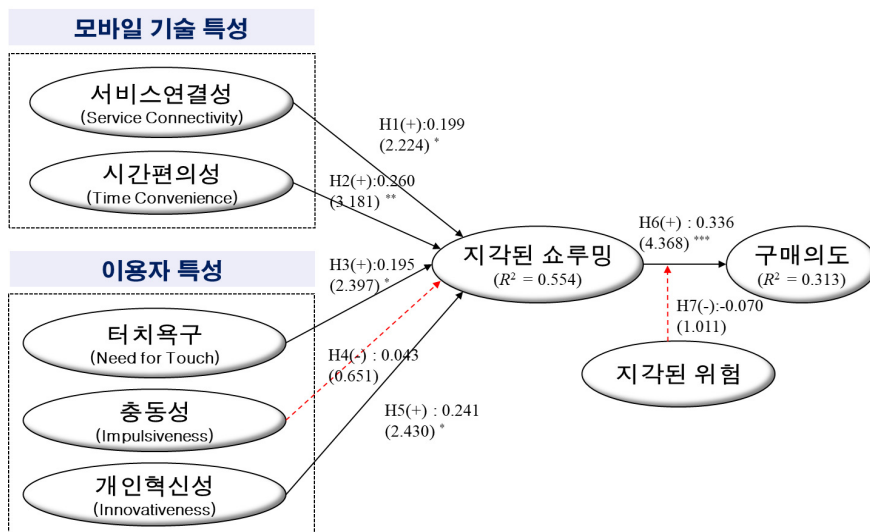 모바일 기술 특성
서비스연결성
(Service Connectivity)
시간편의성
(Time Convenience)
이용자 특성
터치욕구
(Need for Touch)
충동성
(Impulsiveness)
개인혁신성
(Innovativeness)
H1(+):0.199
(2.224) *
H2(+):0.260
(3.181) **
H3(+):0.195
(2.397) *
H4(-) : 0.043
(0.651)
H5(+) : 0.241
(2.430) *
지각된 쇼루밍
(R² = 0.554)
H6(+) : 0.336
(4.368) ***
구매의도
(R² = 0.313)
H7(-):-0.070
(1.011)
지각된 위험